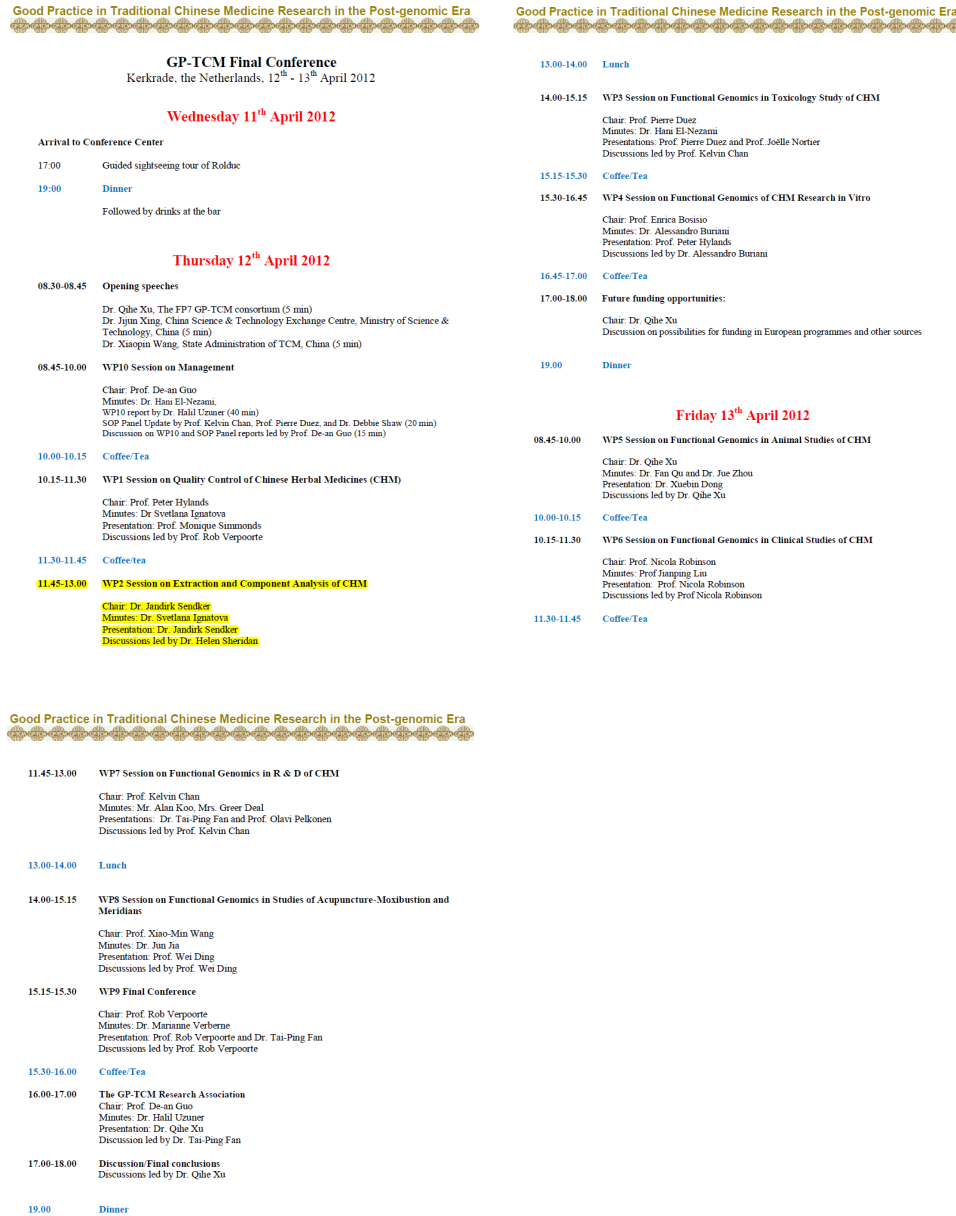 Good Practice in Traditional Chinese Medicine Research in the Post-genomic Era
GP-TCM Final Conference
Kerkrade, the Netherlands, 12th - 13th April 2012
Wednesday 11th April 2012
Arrival to Conference Center
17:00 Guided sightseeing tour of Rolduc
19:00 Dinner
Followed by drinks at the bar
Thursday 12th April 2012
08.30-08.45 Opening speeches
Dr. Qihe Xu, The FP7 GP-TCM consortium (5 min)
Dr. Jijun Xing, China Science & Technology Exchange Centre, Ministry of Science &
Technology, China (5 min)
Dr. Xiaopin Wang, State Administration of TCM, China (5 min)
08.45-10.00 WP10 Session on Management
Chair: Prof. De-an Guo
Minutes: Dr. Hani El-Nezami,
WP10 report by Dr. Halil Uzuner (40 min)
SOP Panel Update by Prof. Kelvin Chan, Prof. Pierre Duez, and Dr. Debbie Shaw (20 min)
Discussion on WP10 and SOP Panel reports led by Prof. De-an Guo (15 min)
10.00-10.15 Coffee/Tea
10.15-11.30 WP1 Session on Quality Control of Chinese Herbal Medicines (CHM)
Chair: Prof. Peter Hylands
Minutes: Dr Svetlana Ignatova
Presentation: Prof. Monique Simmonds
Discussions led by Prof. Rob Verpoorte
11.30-11.45 Coffee/tea
11.45-13.00 WP2 Session on Extraction and Component Analysis of CHM
Chair: Dr. Jandirk Sendker
Minutes: Dr. Svetlana Ignatova
Presentation: Dr. Jandirk Sendker
Discussions led by Dr. Helen Sheridan
Good Practice in Traditional Chinese Medicine Research in the Post-genomic Era
13.00-14.00 Lunch
14.00-15.15 WP3 Session on Functional Genomics in Toxicology Study of CHM
Chair: Prof. Pierre Duez
Minutes: Dr. Hani El-Nezami
Presentations: Prof. Pierre Duez and Prof. Joëlle Nortier
Discussions led by Prof. Kelvin Chan
15.15-15.30 Coffee/Tea
15.30-16.45 WP4 Session on Functional Genomics of CHM Research in Vitro
Chair: Prof. Enrica Bosisio
Minutes: Dr. Alessandro Buriani
Presentation: Prof. Peter Hylands
Discussions led by Dr. Alessandro Buriani
16.45-17.00 Coffee/Tea
17.00-18.00 Future funding opportunities:
Chair: Dr. Qihe Xu
Discussion on possibilities for funding in European programmes and other sources
19.00 Dinner
Friday 13th April 2012
08.45-10.00 WP5 Session on Functional Genomics in Animal Studies of CHM
Chair: Dr. Qihe Xu
Minutes: Dr. Fan Qu and Dr. Jue Zhou
Presentation: Dr. Xuebin Dong
Discussions led by Dr. Qihe Xu
10.00-10.15 Coffee/Tea
10.15-11.30 WP6 Session on Functional Genomics in Clinical Studies of CHM
Chair: Prof. Nicola Robinson
Minutes: Prof Jianping Liu
Presentation: Prof. Nicola Robinson
Discussions led by Prof Nicola Robinson
11.30-11.45 Coffee/Tea
Good Practice in Traditional Chinese Medicine Research in the Post-genomic Era
11.45-13.00 WP7 Session on Functional Genomics in R & D of CHM
Chair: Prof. Kelvin Chan
Minutes: Mr. Alan Koo, Mrs. Greer Deal
Presentations: Dr. Tai-Ping Fan and Prof. Olavi Pelkonen
Discussions led by Prof. Kelvin Chan
13.00-14.00 Lunch
14.00-15.15 WP8 Session on Functional Genomics in Studies of Acupuncture-Moxibustion and
Meridians
Chair: Prof. Xiao-Min Wang
Minutes: Dr. Jun Jia
Presentation: Prof. Wei Ding
Discussions led by Prof. Wei Ding
15.15-15.30 WP9 Final Conference
Chair: Prof. Rob Verpoorte
Minutes: Dr. Marianne Verberne
Presentation: Prof. Rob Verpoorte and Dr. Tai-Ping Fan
Discussions led by Prof. Rob Verpoorte
15.30-16.00 Coffee/Tea
16.00-17.00 The GP-TCM Research Association
Chair: Prof. De-an Guo
Minutes: Dr. Halil Uzuner
Presentation: Dr. Qihe Xu
Discussion led by Dr. Tai-Ping Fan
17.00-18.00 Discussion/Final conclusions
Discussions led by Dr. Qihe Xu
19.00 Dinner